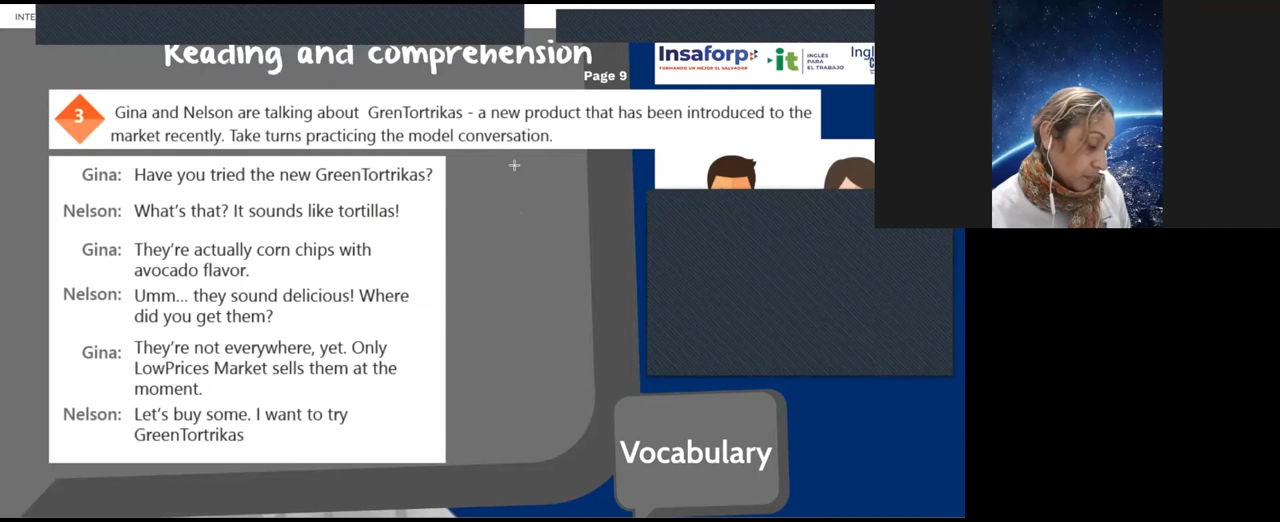 INTE
Reading and comprehension
Page 9
Insaforp
FORMANDO UN MEJOR EL SALVADOR
it
INGLÉS
PARA
EL TRABAJO
Ingl
3
Gina and Nelson are talking about GrenTortrikas - a new product that has been introduced to the
market recently. Take turns practicing the model conversation.
Gina: Have you tried the new GreenTortrikas?
Nelson: What's that? It sounds like tortillas!
Gina: They're actually corn chips with
avocado flavor.
Nelson: Umm... they sound delicious! Where
did you get them?
Gina: They're not everywhere, yet. Only
LowPrices Market sells them at the
moment.
Nelson: Let's buy some. I want to try
GreenTortrikas
Vocabulary